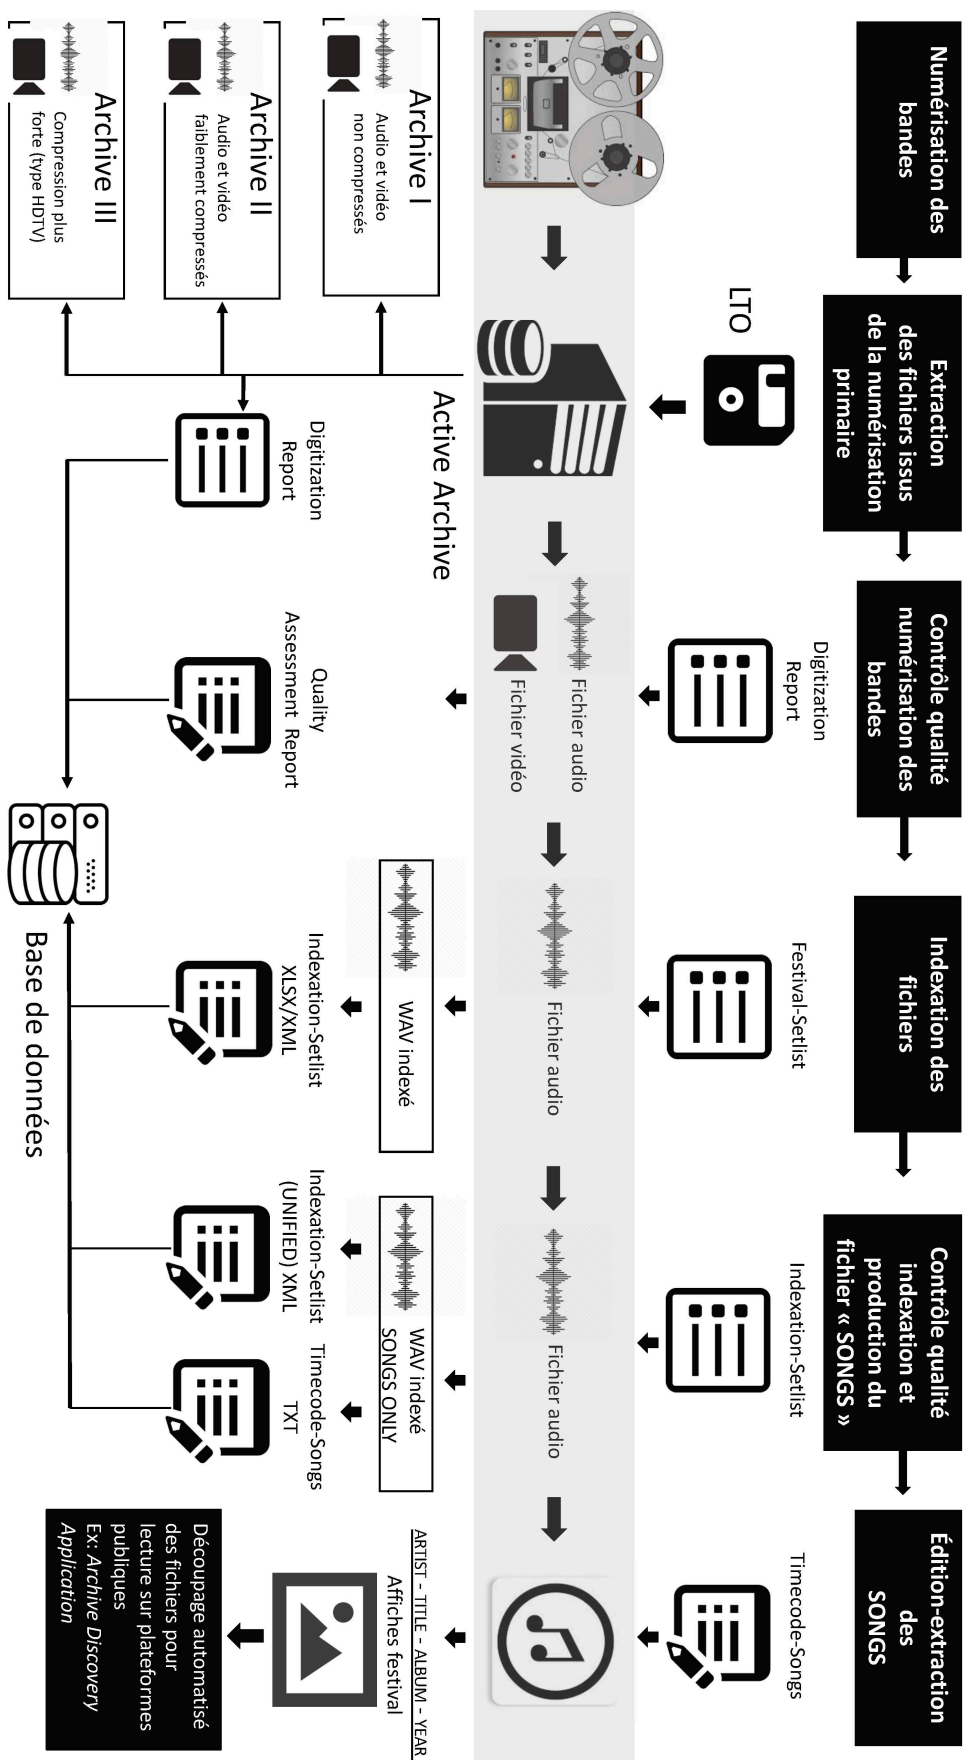 Numérisation des
bandes
Extraction
des fichiers issus
de la numérisation
primaire
Contrôle qualité
numérisation des
bandes
Indexation des
fichiers
Contrôle qualité
indexation et
production du
fichier « SONGS »
Édition-extraction
des
SONGS
LTO
Digitization
Report
Festival-Setlist
Indexation-Setlist
Timecode-Songs
Fichier audio
Fichier vidéo
Fichier audio
Fichier audio
Active Archive
Archive I
Audio et vidéo
non compressés
Archive II
Audio et vidéo
faiblement compressés
Archive III
Compression plus
forte (type HDTV)
Digitization
Report
Quality
Assessment Report
WAV indexé
Indexation-Setlist
XLSX/XML
WAV indexé
SONGS ONLY
Indexation-Setlist
(UNIFIED) XML
Timecode-Songs
TXT
ARTIST - TITLE - ALBUM - YEAR
Affiches festival
Découpage automatisé
des fichiers pour
lecture sur plateformes
publiques
Ex: Archive Discovery
Application
Base de données